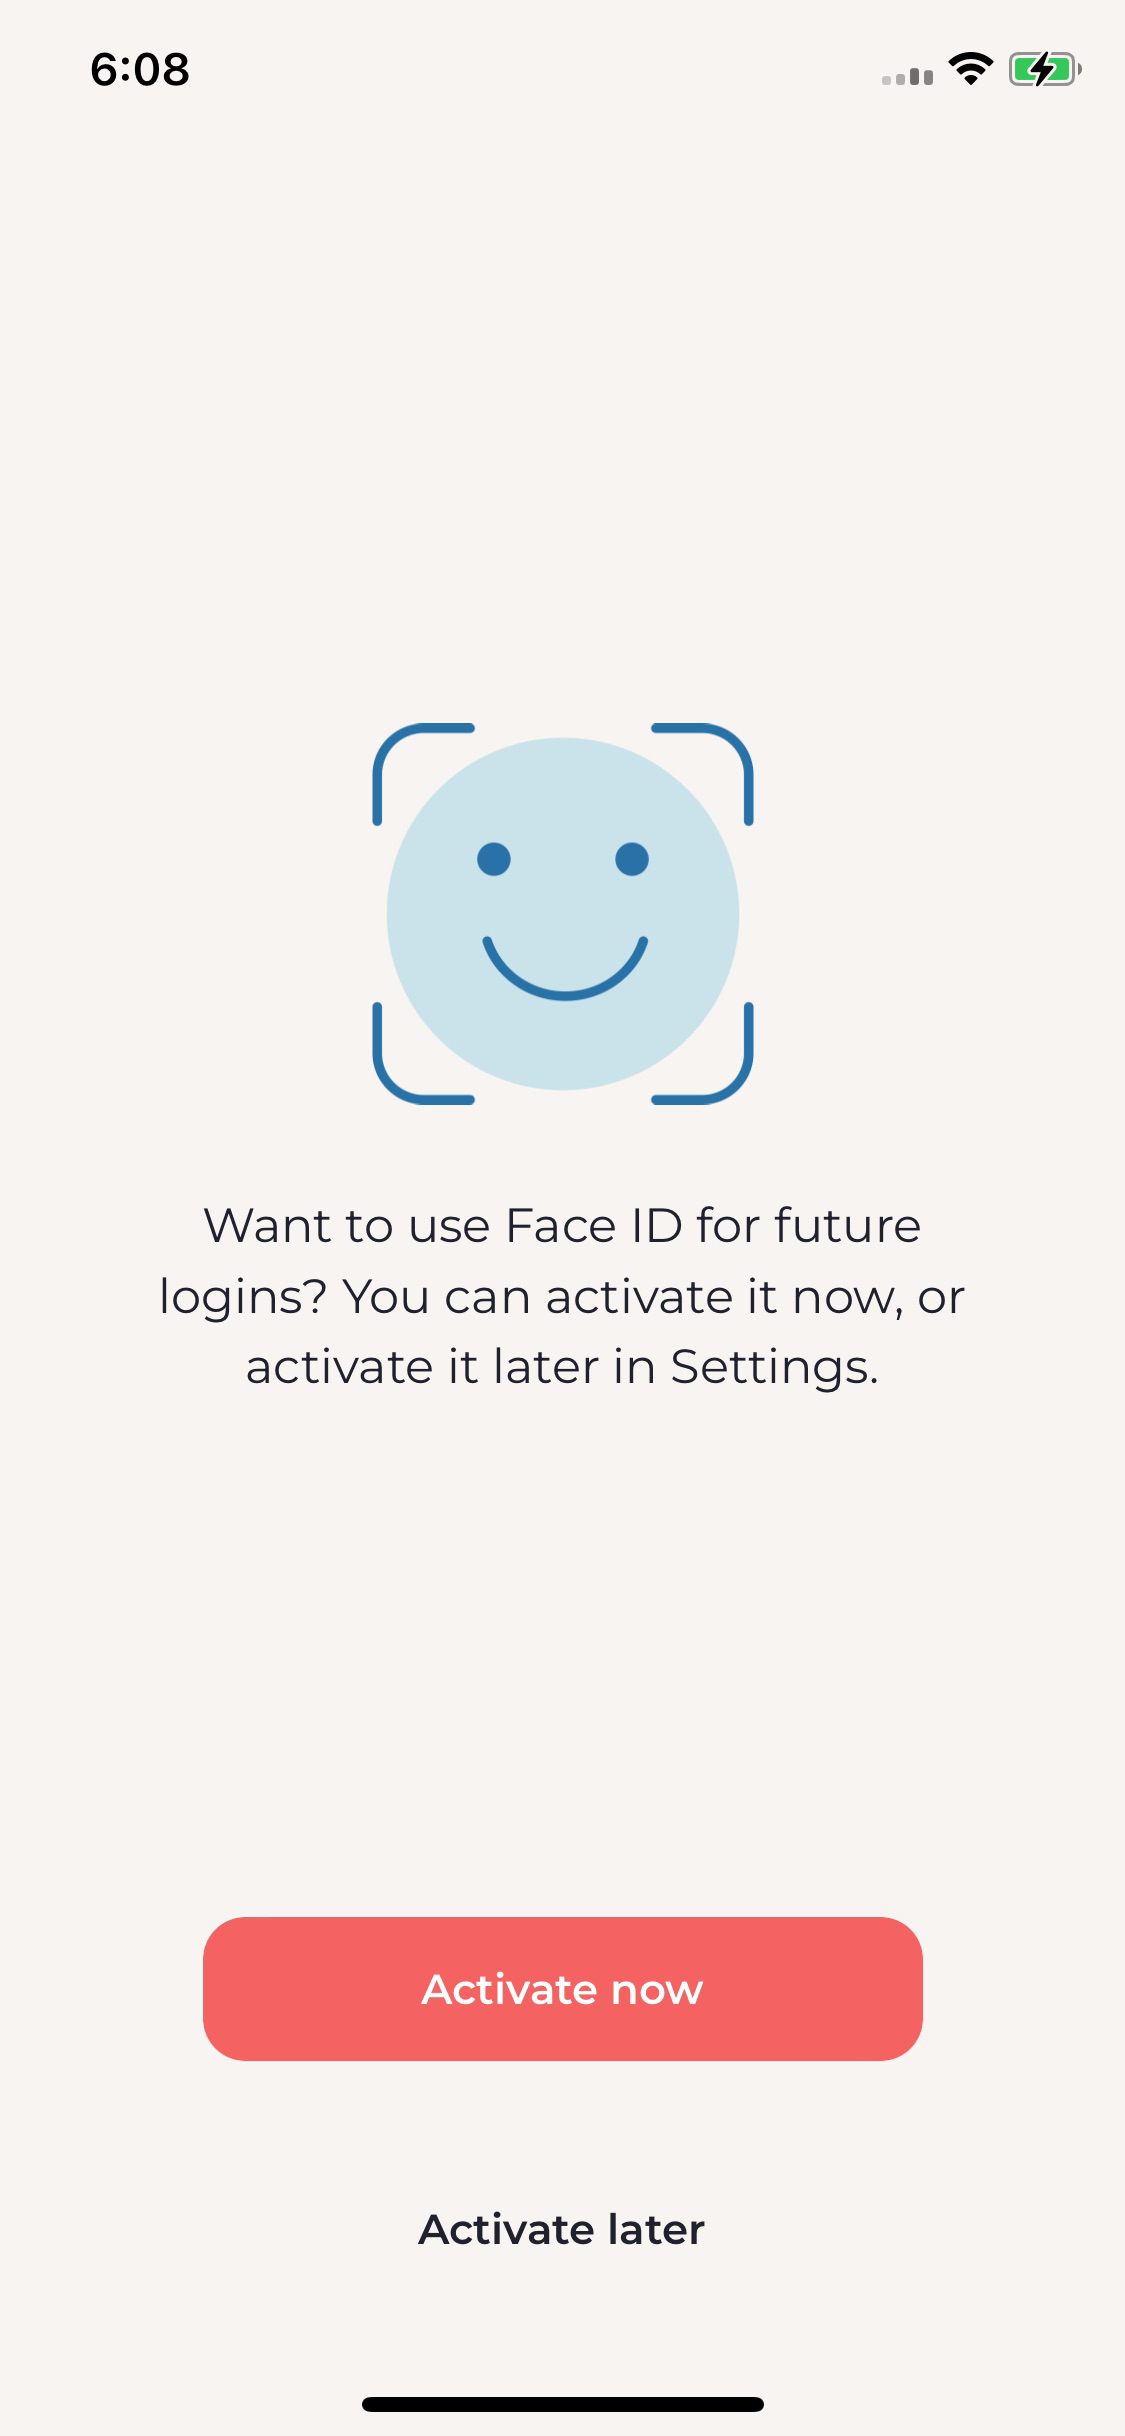 6:08
Want to use Face ID for future
logins? You can activate it now, or
activate it later in Settings.
Activate now
Activate later